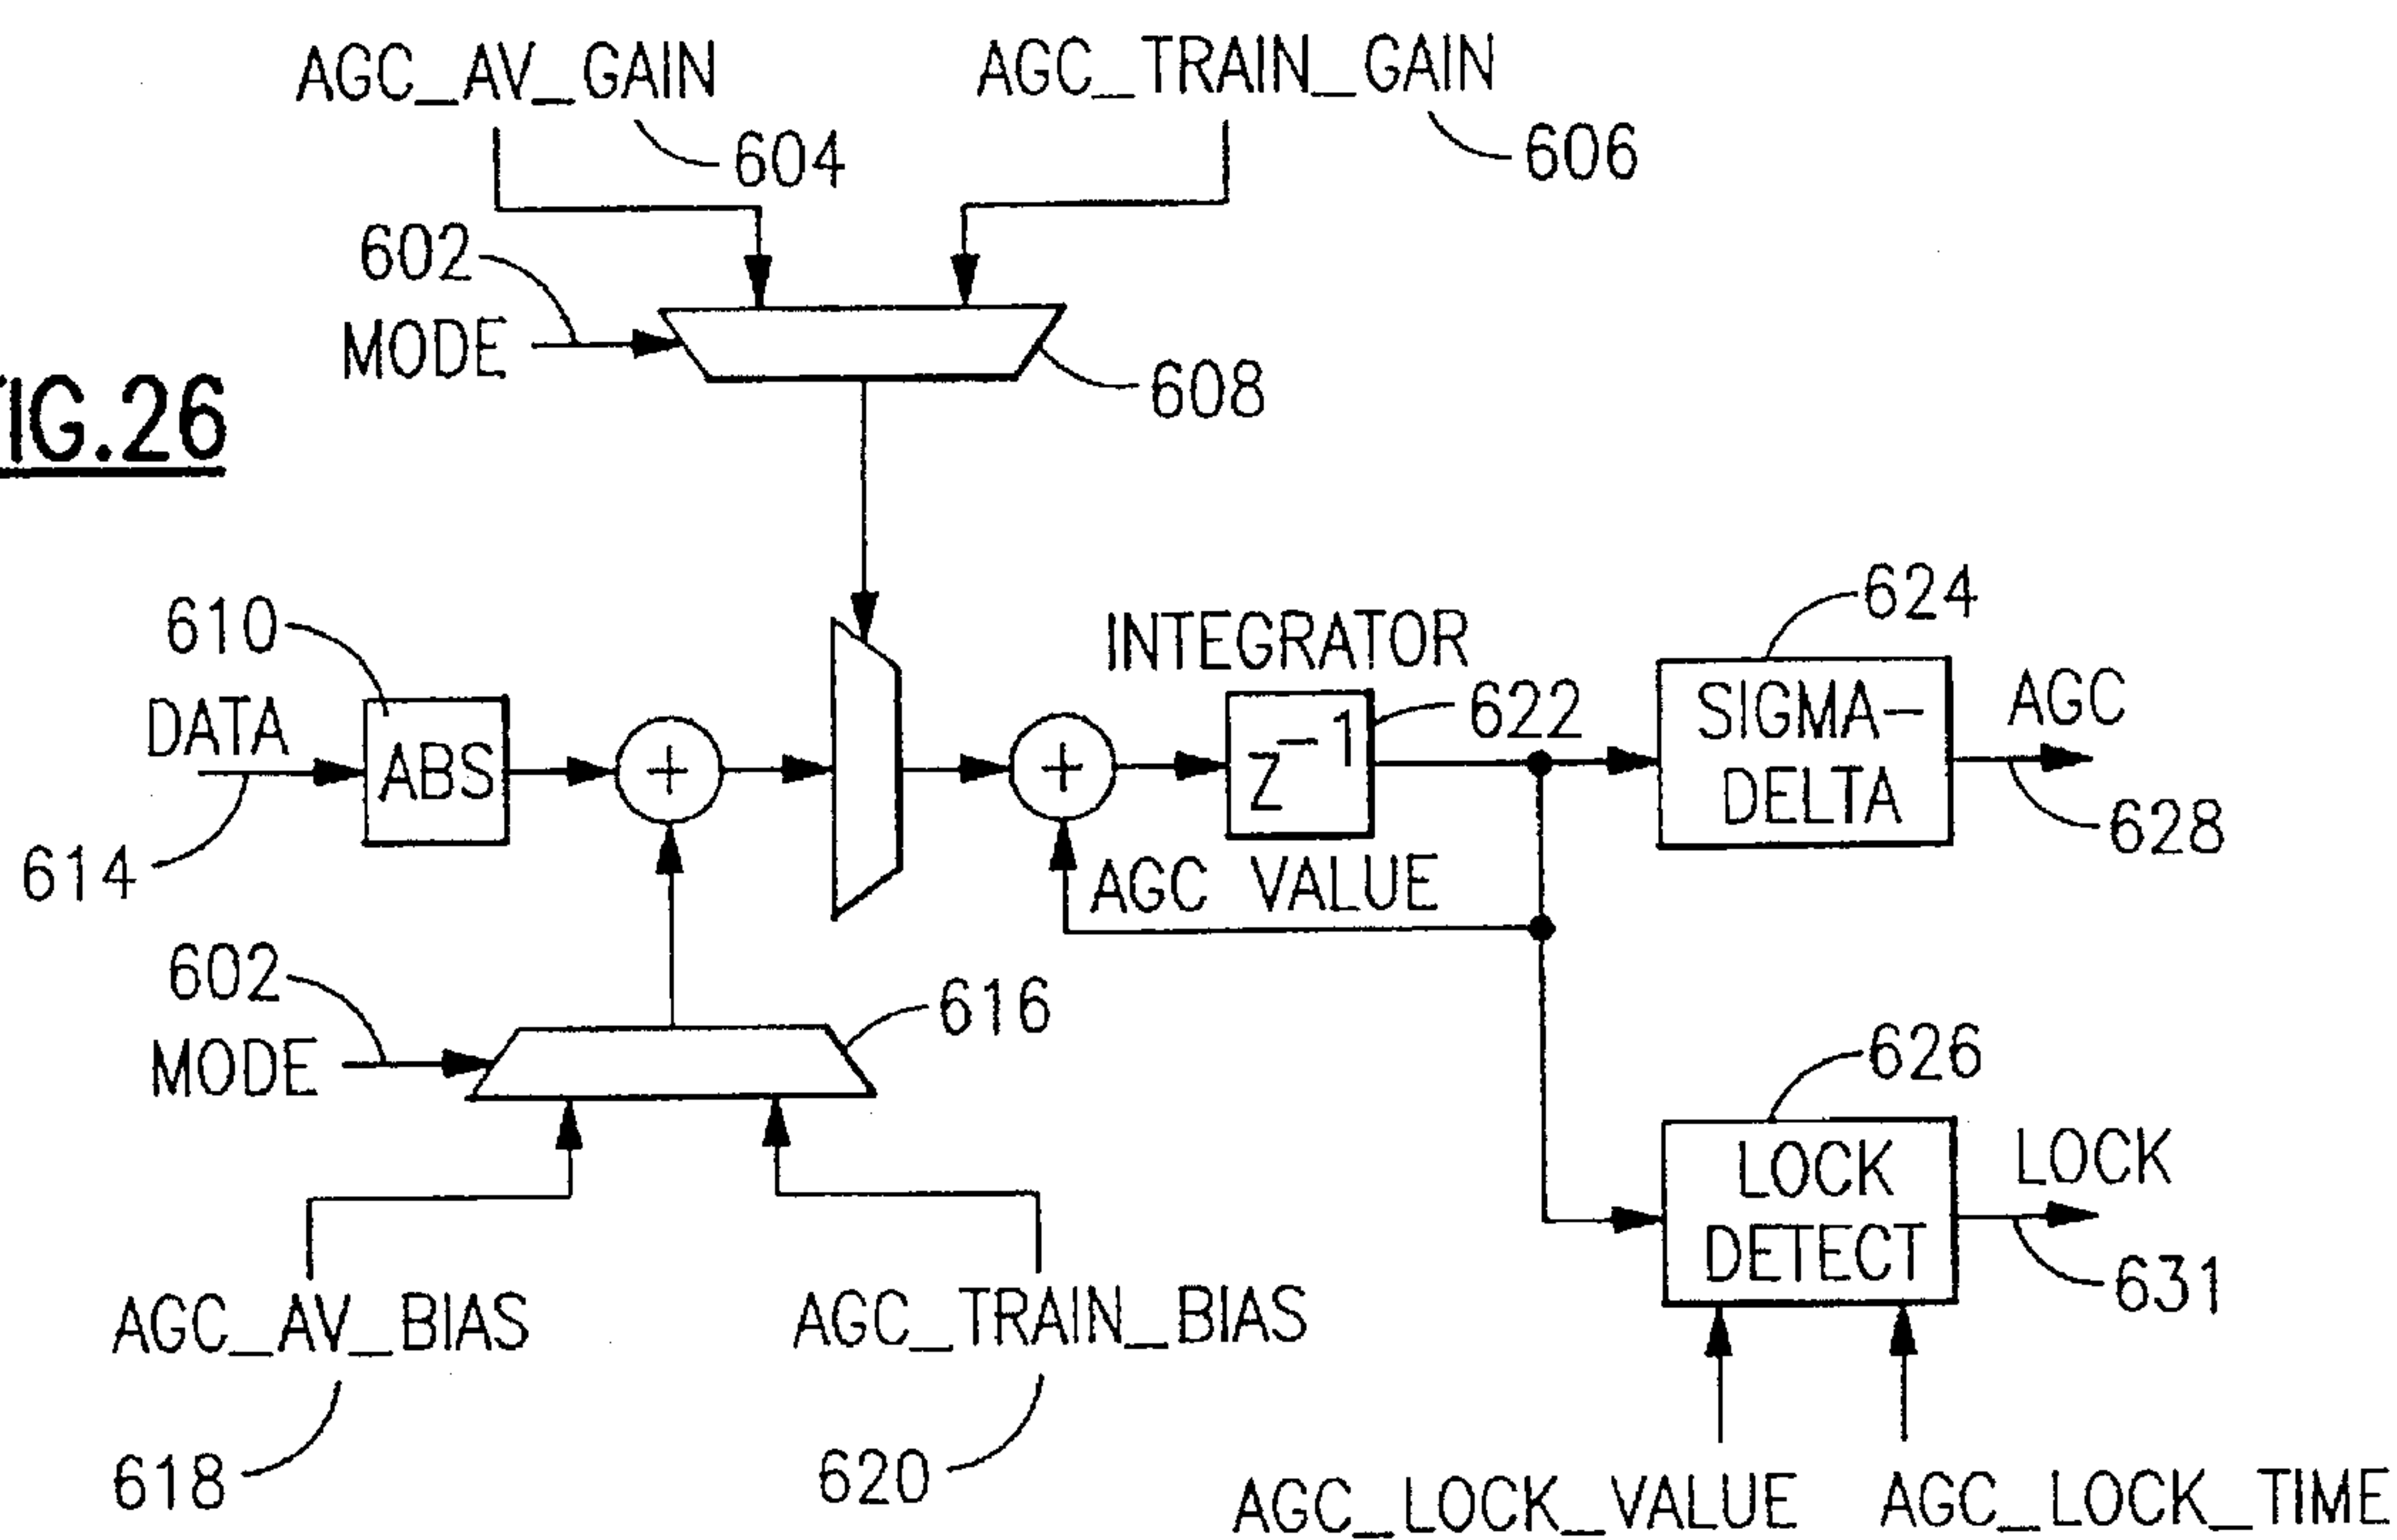 AGC_AV_GAIN
AGC_TRAIN_GAIN
604
606
602
MODE
608
IG.26
610
DATA
ABS
614
+
+
INTEGRATOR
Z-1
622
624
SIGMA-
DELTA
AGC
628
AGC VALUE
602
MODE
616
626
LOCK
DETECT
LOCK
631
AGC_AV_BIAS
AGC_TRAIN_BIAS
618
620
AGC_LOCK_VALUE
AGC_LOCK_TIME